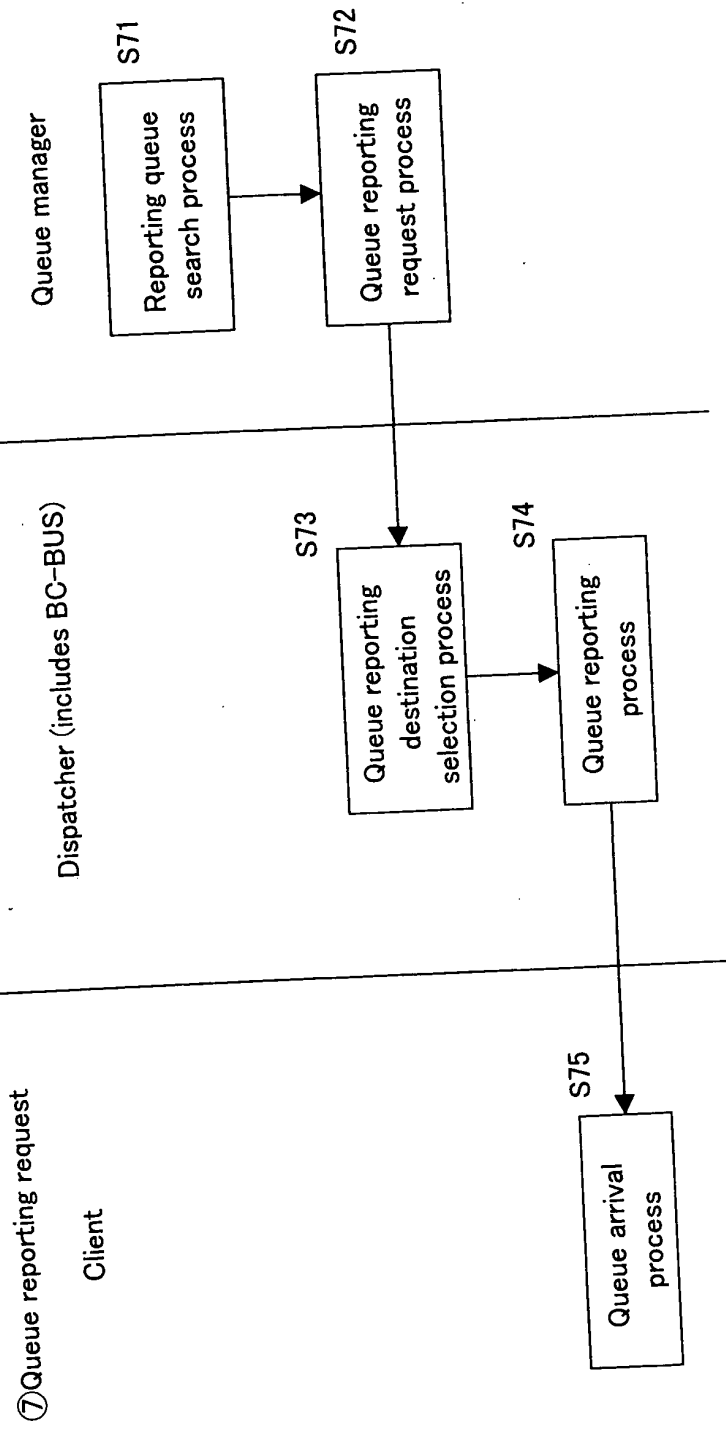 ⑦Queue reporting request
Client
Dispatcher (includes BC-BUS)
Queue manager
S71
Reporting queue
search process
S72
Queue reporting
request process
S73
Queue reporting
destination
selection process
S74
Queue reporting
process
S75
Queue arrival
process